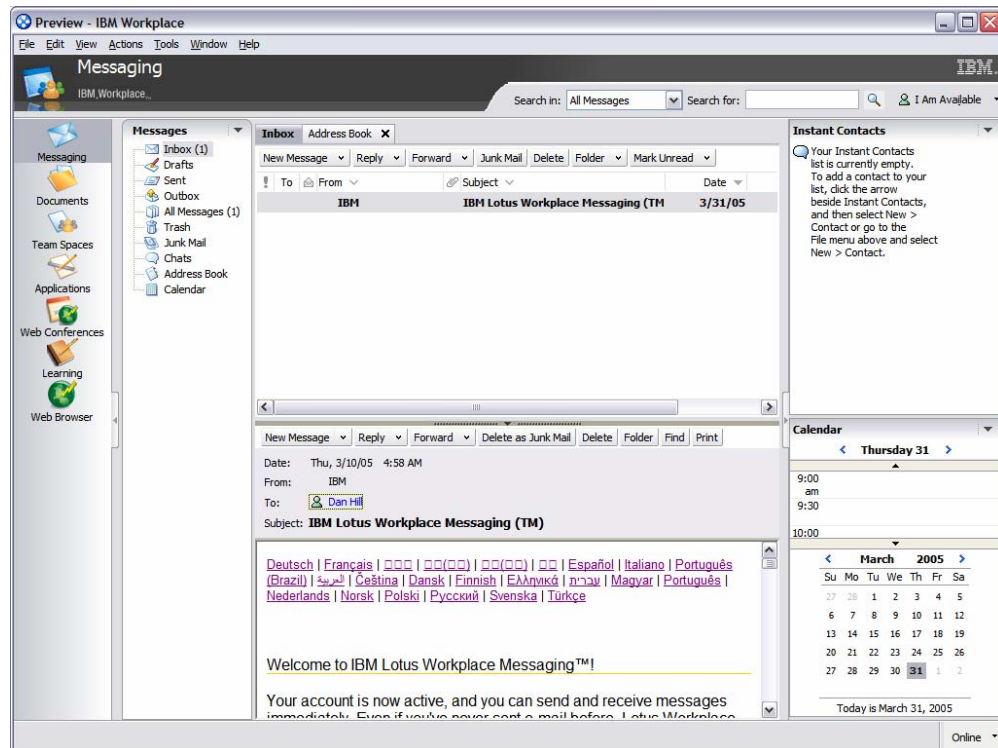 Preview - IBM Workplace
File Edit View Actions Tools Window Help
Messaging
IBM.
IBM_Workplace_
Search in: All Messages Search for: I Am Available
Messaging
Documents
Team Spaces
Applications
Web Conferences
Learning
Web Browser
Messages
Inbox (1)
Drafts
Sent
Outbox
All Messages (1)
Trash
Junk Mail
Chats
Address Book
Calendar
Inbox Address Book X
New Message Reply Forward Junk Mail Delete Folder Mark Unread
! To From Subject Date
IBM IBM Lotus Workplace Messaging (TM 3/31/05
New Message Reply Forward Delete as Junk Mail Delete Folder Find Print
Date: Thu, 3/10/05 4:58 AM
From: IBM
To: Dan Hill
Subject: IBM Lotus Workplace Messaging (TM)
Deutsch | Français | □□□ | □□(□□) | □□(□□) | □□ | Español | Italiano | Português
(Brazil) | العربية | Čeština | Dansk | Finnish | Ελληνικά | עברית | Magyar | Português |
Nederlands | Norsk | Polski | Русский | Svenska | Türkçe
Welcome to IBM Lotus Workplace Messaging™!
Your account is now active, and you can send and receive messages
immediately. Even if you've never sent e-mail before, Lotus Workplace
Instant Contacts
Your Instant Contacts
list is currently empty.
To add a contact to your
list, click the arrow
beside Instant Contacts,
and then select New >
Contact or go to the
File menu above and select
New > Contact.
Calendar
Thursday 31
9:00
am
9:30
10:00
March 2005
Su Mo Tu We Th Fr Sa
27 28 1 2 3 4 5
6 7 8 9 10 11 12
13 14 15 16 17 18 19
20 21 22 23 24 25 26
27 28 29 30 31 1 2
Today is March 31, 2005
Online